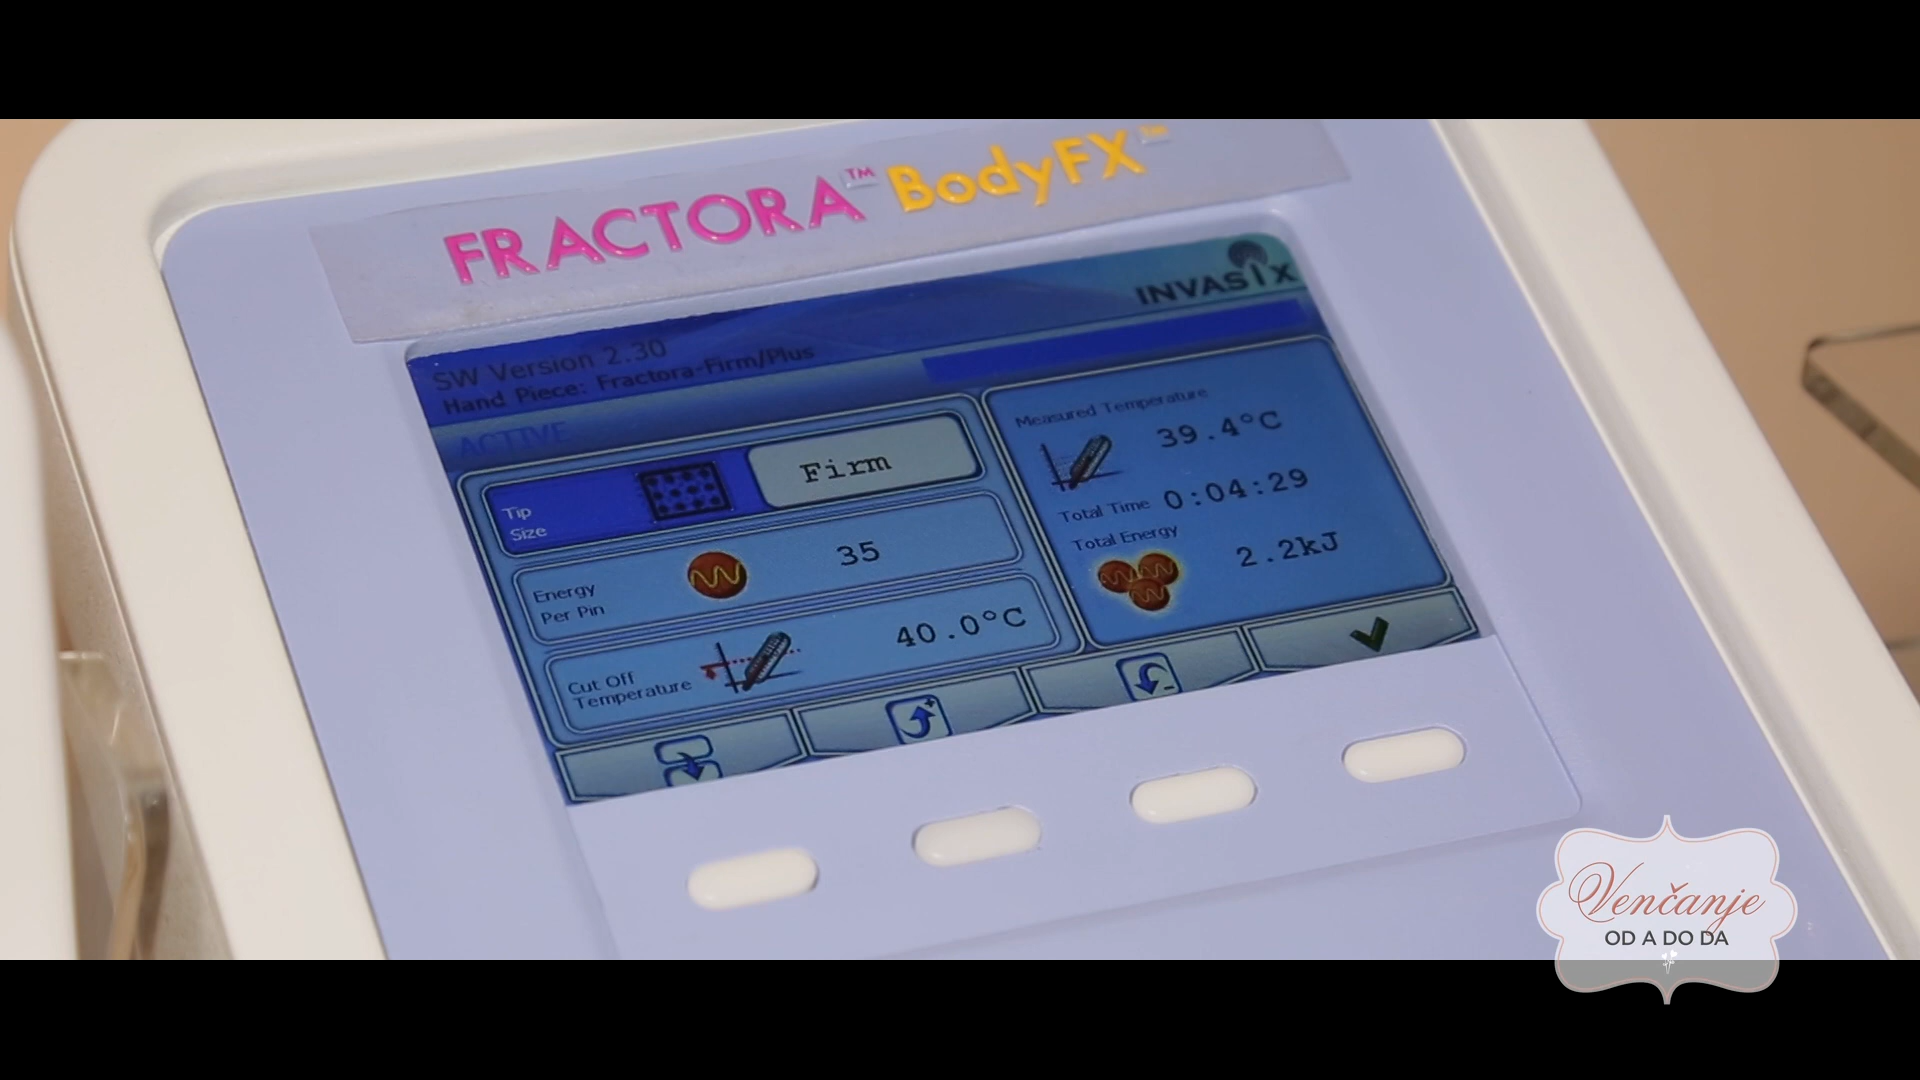 FRACTORA™ BodyFX™
INVASIX
SW Version 2.30
Hand Piece: Fractora-Firm/Plus
ACTIVE
Tip
Size
Firm
Energy
Per Pin
35
Cut Off
Temperature
40.0°C
Measured Temperature
39.4°C
Total Time 0:04:29
Total Energy
2.2kJ
Venčanje
OD A DO DA